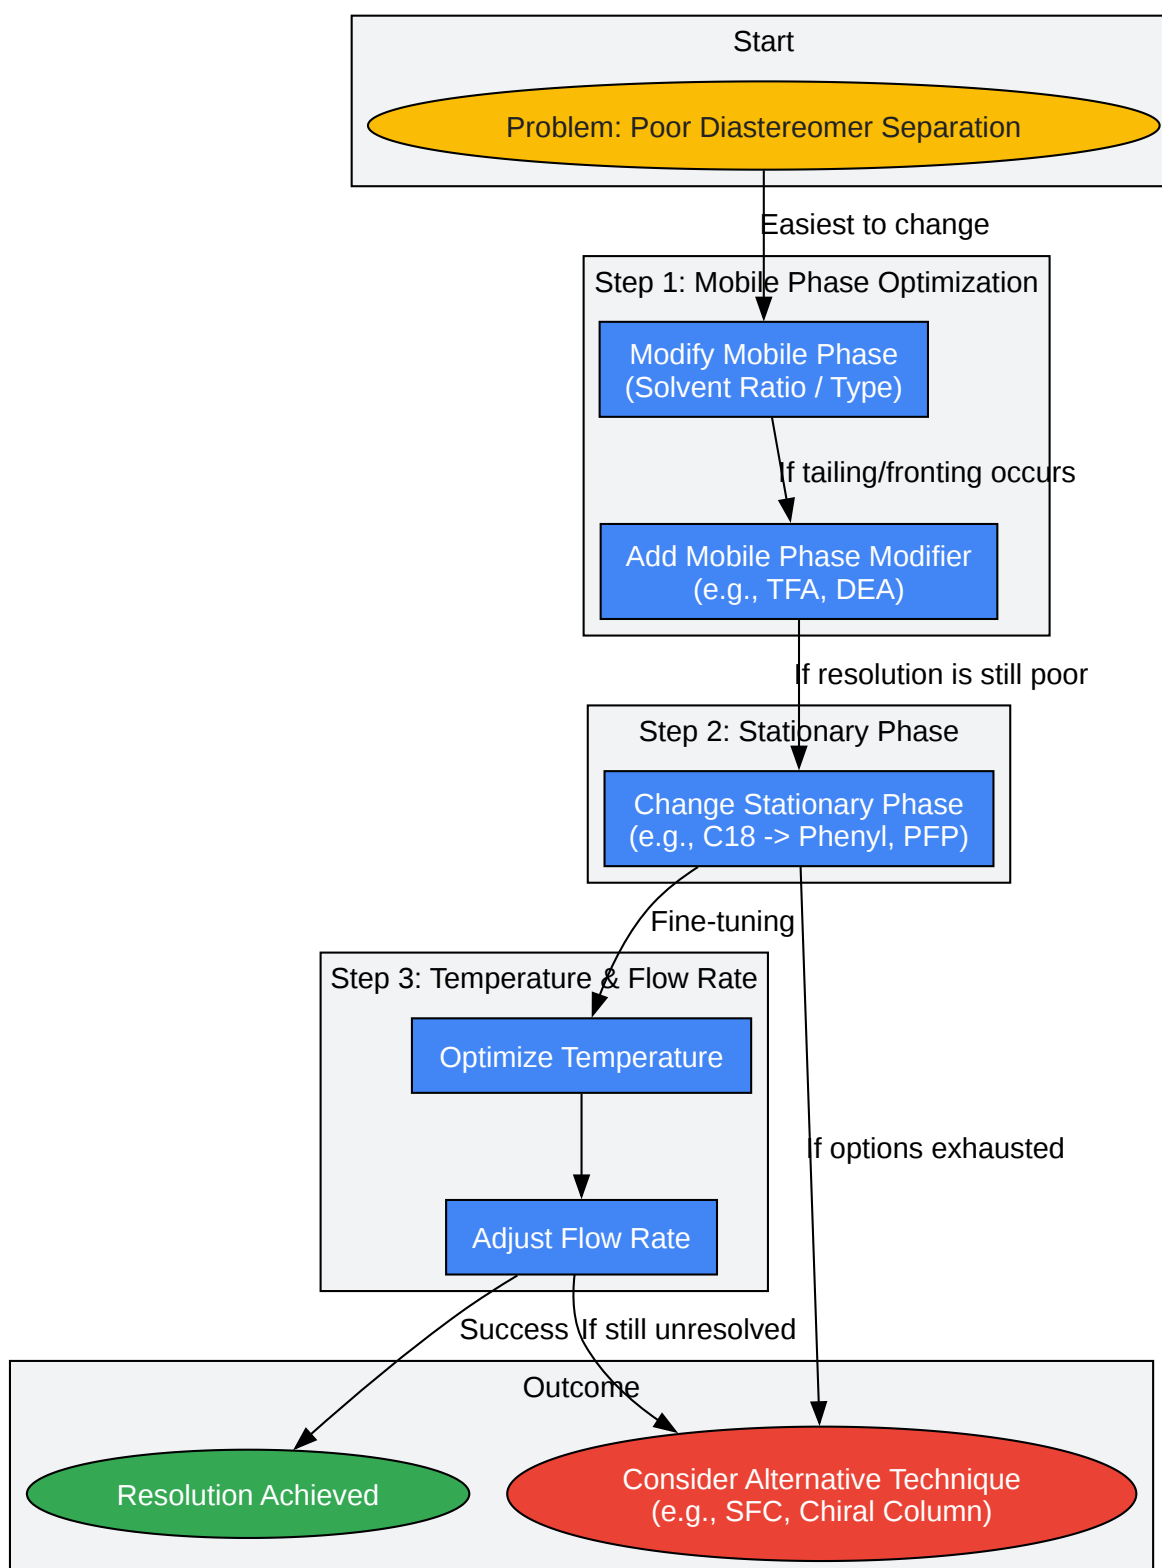 Start
Problem: Poor Diastereomer Separation
Easiest to change
Step 1: Mobile Phase Optimization
Modify Mobile Phase
(Solvent Ratio / Type)
If tailing/fronting occurs
Add Mobile Phase Modifier
(e.g., TFA, DEA)
If resolution is still poor
Step 2: Stationary Phase
Change Stationary Phase
(e.g., C18 -> Phenyl, PFP)
Fine-tuning
Step 3: Temperature & Flow Rate
Optimize Temperature
If options exhausted
Adjust Flow Rate
Success
If still unresolved
Outcome
Resolution Achieved
Consider Alternative Technique
(e.g., SFC, Chiral Column)